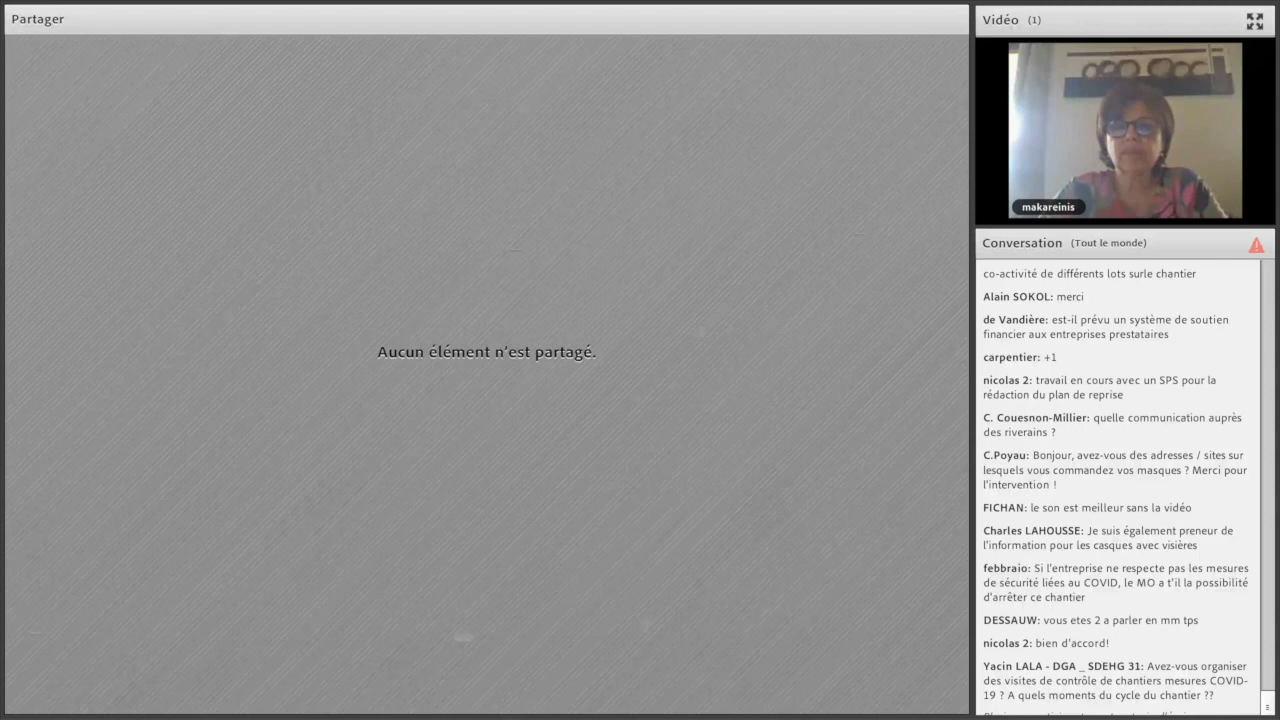 Partager
Aucun élément n'est partagé.
Vidéo (1)
makareinis
Conversation (Tout le monde)
co-activité de différents lots surle chantier
Alain SOKOL: merci
de Vandière: est-il prévu un système de soutien
financier aux entreprises prestataires
carpentier: +1
nicolas 2: travail en cours avec un SPS pour la
rédaction du plan de reprise
C. Couesnon-Millier: quelle communication auprès
des riverains ?
C.Poyau: Bonjour, avez-vous des adresses / sites sur
lesquels vous commandez vos masques ? Merci pour
l'intervention !
FICHAN: le son est meilleur sans la vidéo
Charles LAHOUSSE: Je suis également preneur de
l'information pour les casques avec visières
febbraio: Si l'entreprise ne respecte pas les mesures
de sécurité liées au COVID, le MO a t'il la possibilité
d'arrêter ce chantier
DESSAUW: vous etes 2 a parler en mm tps
nicolas 2: bien d'accord!
Yacin LALA - DGA _ SDEHG 31: Avez-vous organiser
des visites de contrôle de chantiers mesures COVID-
19 ? A quels moments du cycle du chantier ??